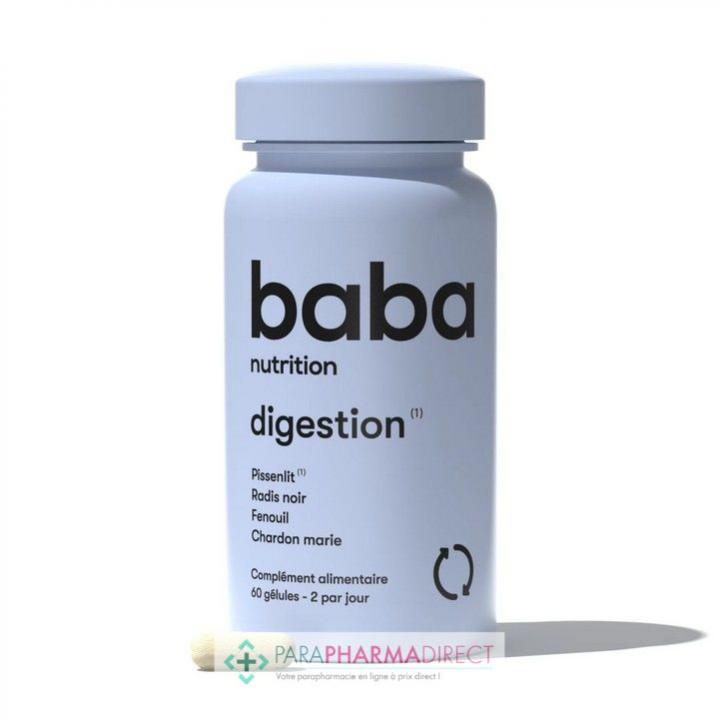 baba
nutrition
digestion (1)
Pissenlit (1)
Radis noir
Fenouil
Chardon marie
Complément alimentaire
60 gélules - 2 par jour
PARAPHARMADIRECT
Votre parapharmacie en ligne à prix direct !